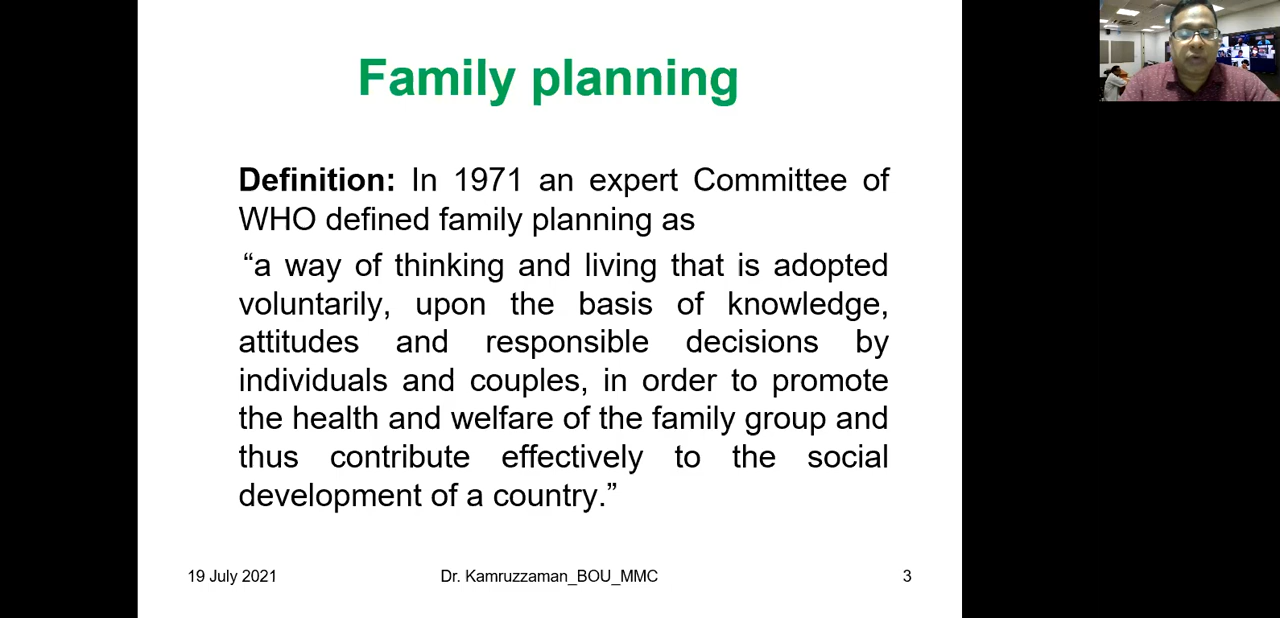 Family planning
Definition: In 1971 an expert Committee of
WHO defined family planning as
“a way of thinking and living that is adopted
voluntarily, upon the basis of knowledge,
attitudes and responsible decisions by
individuals and couples, in order to promote
the health and welfare of the family group and
thus contribute effectively to the social
development of a country.”
19 July 2021
Dr. Kamruzzaman_BOU_MMC
3